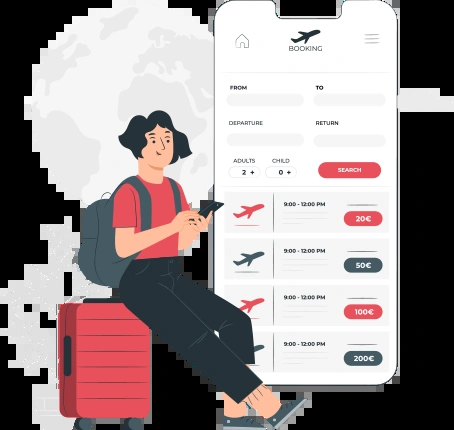 BOOKING
FROM TO
DEPARTURE RETURN
ADULTS CHILD
2 + 0 + SEARCH
9:00 - 12:00 PM
20€
9:00 - 12:00 PM
50€
9:00 - 12:00 PM
100€
9:00 - 12:00 PM
200€